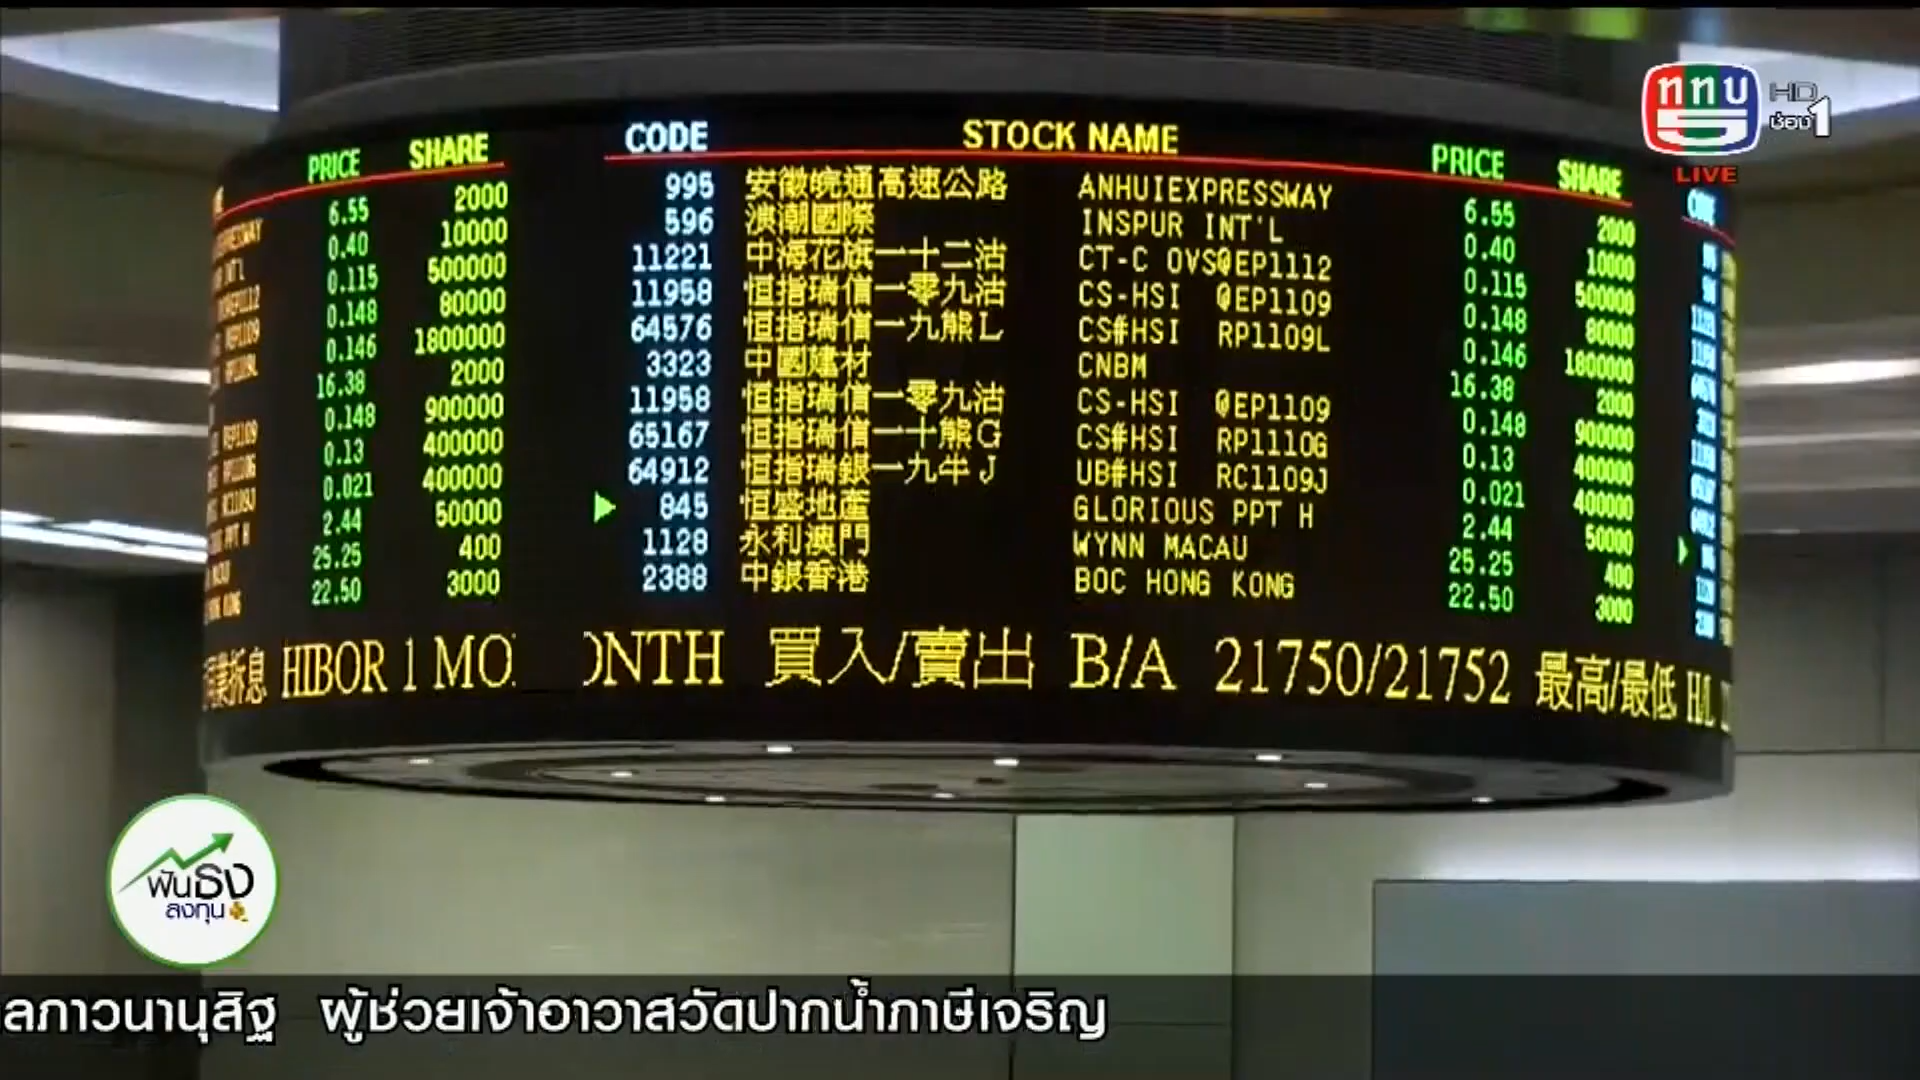 ททบ 5 HD
ช่อง 1
LIVE
PRICE SHARE CODE STOCK NAME PRICE SHARE
6.55 2000 995 安徽皖通高速公路 ANHUIEXPRESSWAY 6.55 2000
0.40 10000 596 浪潮國際 INSPUR INT'L 0.40 10000
0.115 500000 11221 中海花旗一十二沽 CT-C OVS@EP1112 0.115 500000
0.148 80000 11958 恒指瑞信一零九沽 CS-HSI @EP1109 0.148 80000
0.146 1800000 64576 恒指瑞信一九熊L CS#HSI RP1109L 0.146 1800000
16.38 2000 3323 中國建材 CNBM 16.38 2000
0.148 900000 11958 恒指瑞信一零九沽 CS-HSI @EP1109 0.148 900000
0.13 400000 65167 恒指瑞信一十熊G CS#HSI RP1110G 0.13 400000
0.021 400000 64912 恒指瑞銀一九牛J UB#HSI RC1109J 0.021 400000
2.44 50000 845 恒盛地產 GLORIOUS PPT H 2.44 50000
25.25 400 1128 永利澳門 WYNN MACAU 25.25 400
22.50 3000 2388 中銀香港 BOC HONG KONG 22.50 3000
業拆息 HIBOR 1 MO ONTH 買入/賣出 B/A 21750/21752 最高/最低 H/L
ฟันธง
ลงทุน
ลภาวนานุสิฐ ผู้ช่วยเจ้าอาวาสวัดปากน้ำภาษีเจริญ